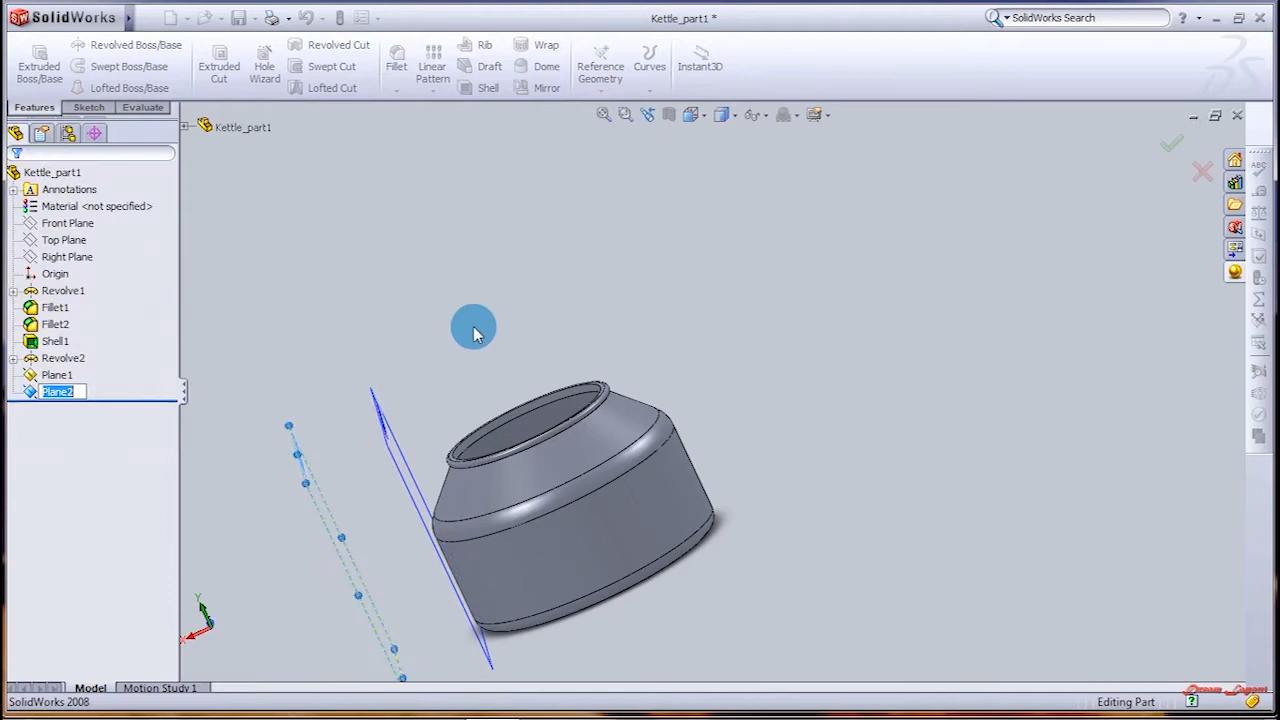 SolidWorks
Kettle_part1 *
SolidWorks Search
Extruded Boss/Base
Revolved Boss/Base
Swept Boss/Base
Lofted Boss/Base
Extruded Cut
Hole Wizard
Revolved Cut
Swept Cut
Lofted Cut
Fillet
Linear Pattern
Rib
Draft
Shell
Wrap
Dome
Mirror
Reference Geometry
Curves
Instant3D
Features
Sketch
Evaluate
Kettle_part1
Kettle_part1
Annotations
Material <not specified>
Front Plane
Top Plane
Right Plane
Origin
Revolve1
Fillet1
Fillet2
Shell1
Revolve2
Plane1
Plane2
Y
X
Model
Motion Study 1
SolidWorks 2008
Editing Part